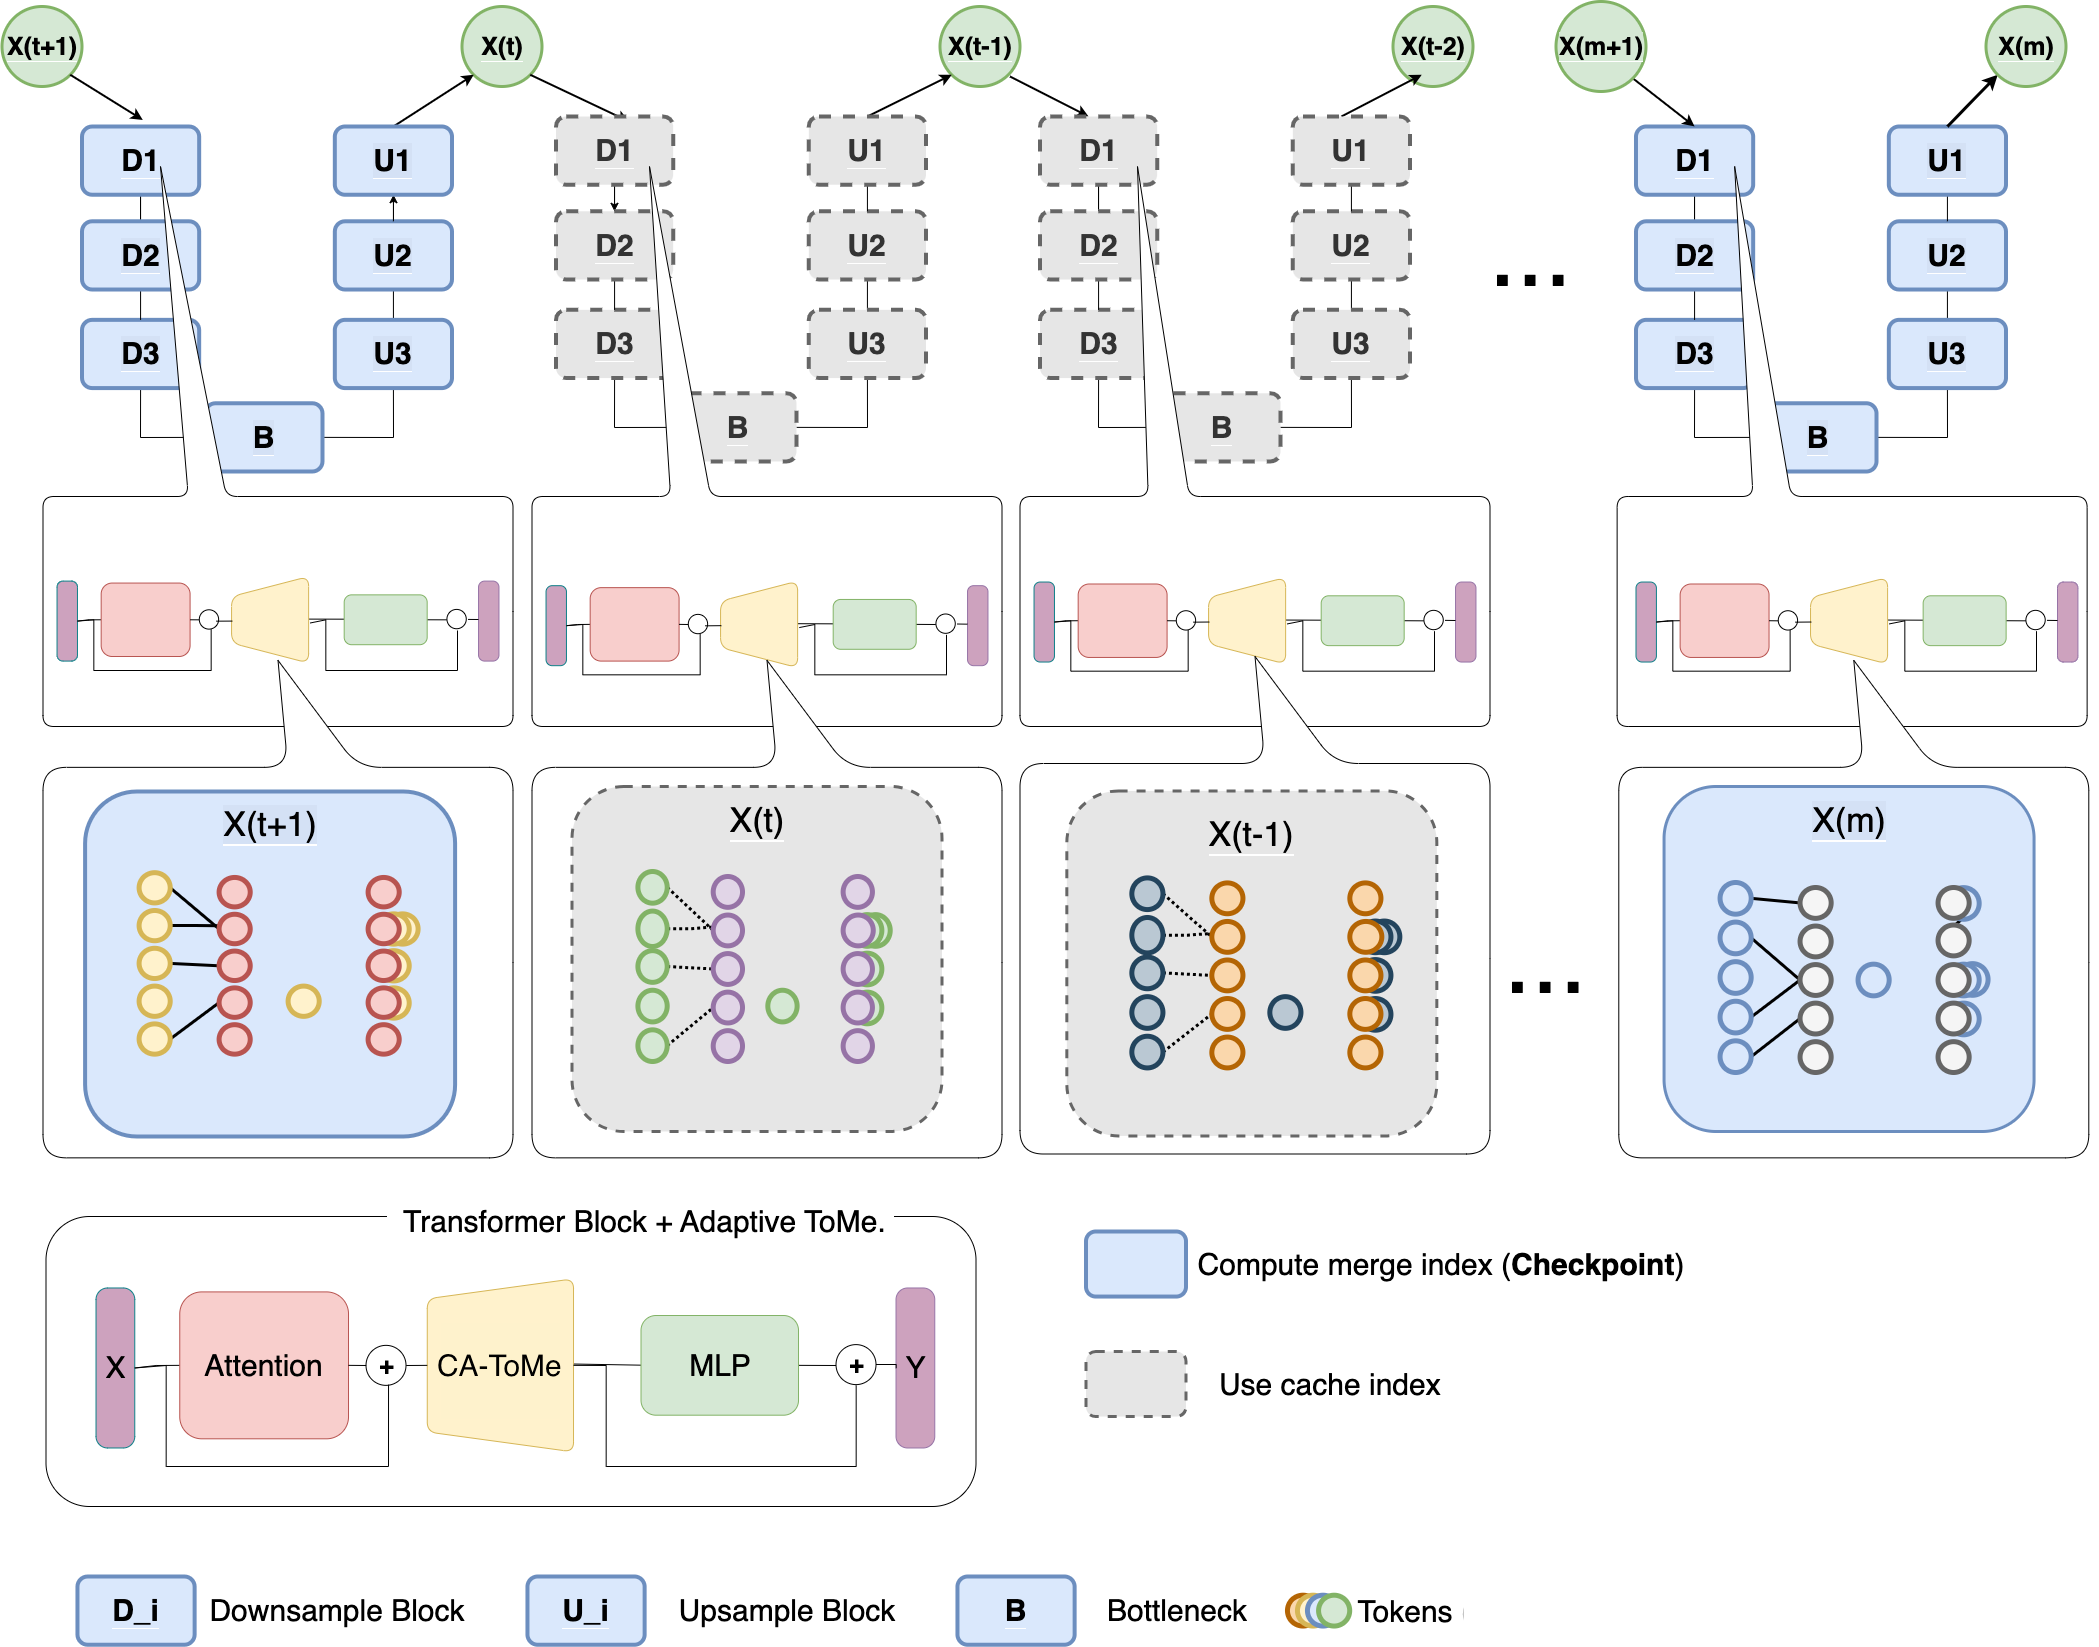 X(t+1) X(t) X(t-1) X(t-2) X(m+1) X(m)
D1 U1 D1 U1 D1 U1 D1 U1
D2 U2 D2 U2 D2 U2 D2 U2
...
D3 U3 D3 U3 D3 U3 D3 U3
B B B B
X(t+1) X(t) X(t-1) X(m)
...
Transformer Block + Adaptive ToMe.
X Attention + CA-ToMe MLP + Y
Compute merge index (Checkpoint)
Use cache index
D_i Downsample Block U_i Upsample Block B Bottleneck Tokens